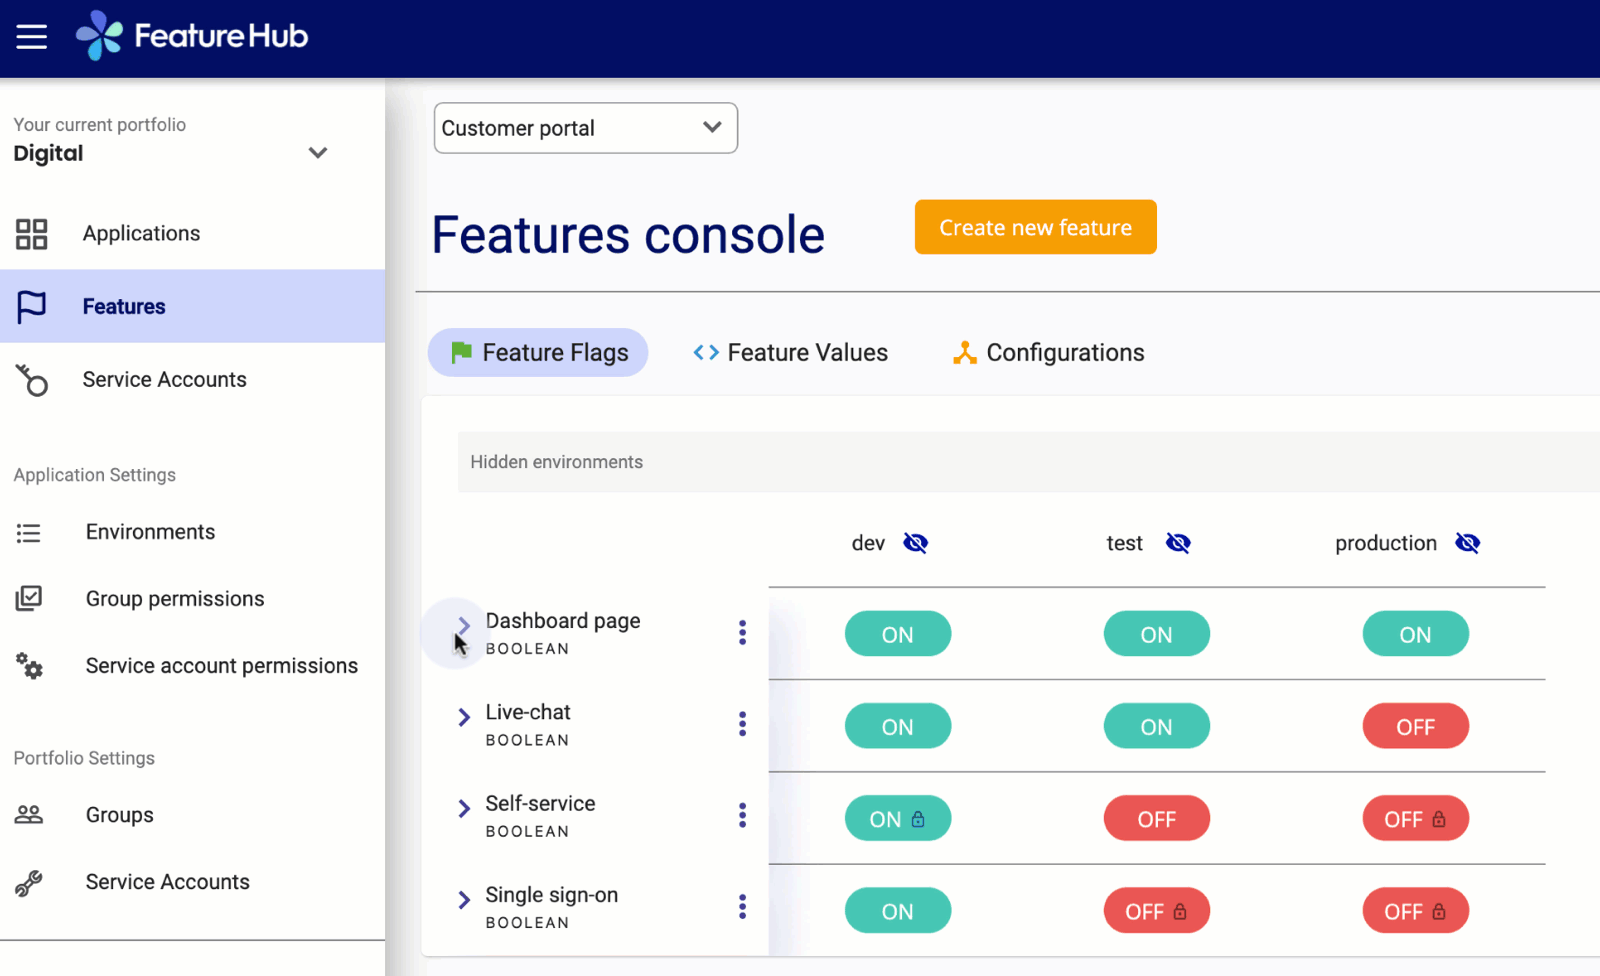 FeatureHub
Your current portfolio
Digital
Applications
Features
Service Accounts
Application Settings
Environments
Group permissions
Service account permissions
Portfolio Settings
Groups
Service Accounts
Customer portal
Features console
Create new feature
Feature Flags
Feature Values
Configurations
Hidden environments
dev test production
Dashboard page
BOOLEAN
ON ON ON
Live-chat
BOOLEAN
ON ON OFF
Self-service
BOOLEAN
ON OFF OFF
Single sign-on
BOOLEAN
ON OFF OFF